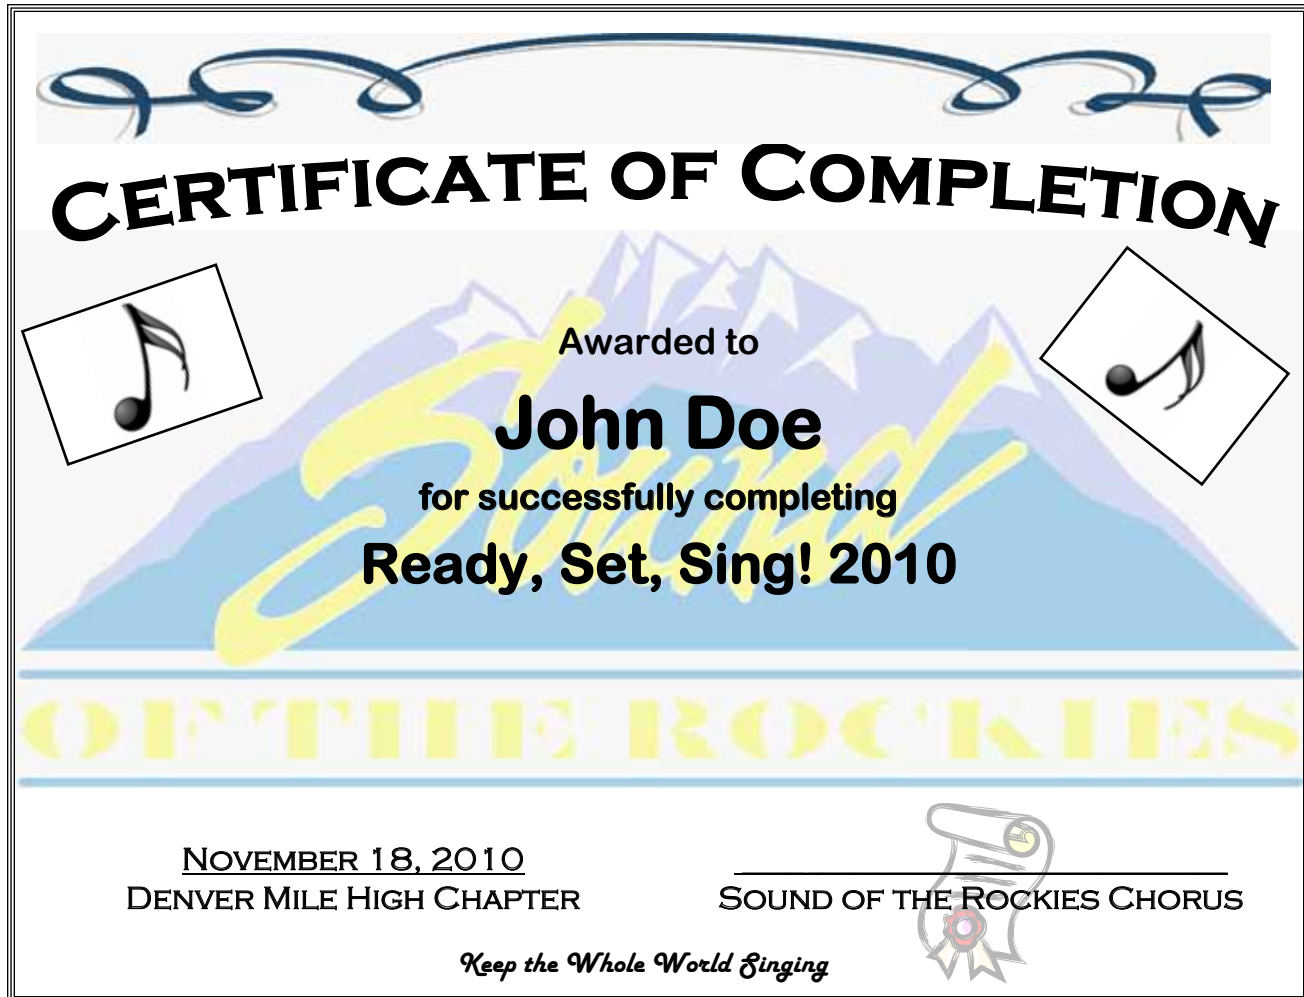 Certificate of Completion
Awarded to
John Doe
for successfully completing
Ready, Set, Sing! 2010
Sound
OF THE ROCKIES
November 18, 2010
Denver Mile High Chapter
Sound of the Rockies Chorus
Keep the Whole World Singing